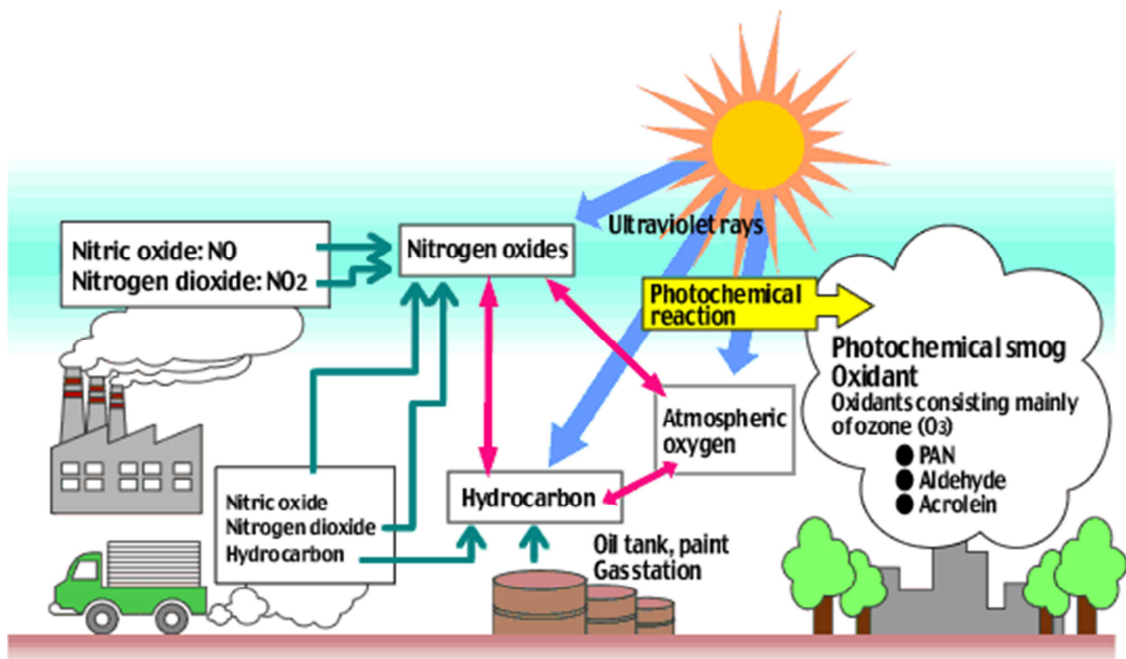 Nitric oxide: NO
Nitrogen dioxide: NO2
Nitrogen oxides
Ultraviolet rays
Photochemical
reaction
Photochemical smog
Oxidant
Oxidants consisting mainly
of ozone (O3)
● PAN
● Aldehyde
● Acrolein
Atmospheric
oxygen
Nitric oxide
Nitrogen dioxide
Hydrocarbon
Hydrocarbon
Oil tank, paint
Gas station